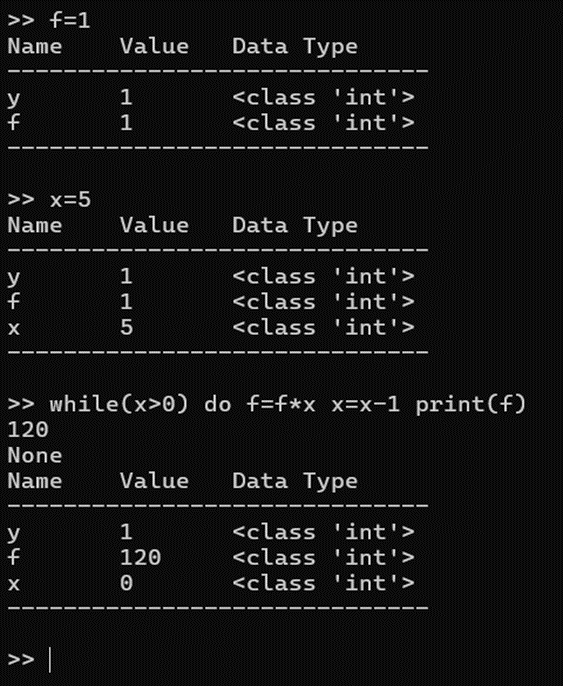 >> f=1
Name    Value   Data Type
------------------------------
y       1       <class 'int'>
f       1       <class 'int'>
------------------------------
>> x=5
Name    Value   Data Type
------------------------------
y       1       <class 'int'>
f       1       <class 'int'>
x       5       <class 'int'>
------------------------------
>> while(x>0) do f=f*x x=x-1 print(f)
120
None
Name    Value   Data Type
------------------------------
y       1       <class 'int'>
f       120     <class 'int'>
x       0       <class 'int'>
------------------------------
>>